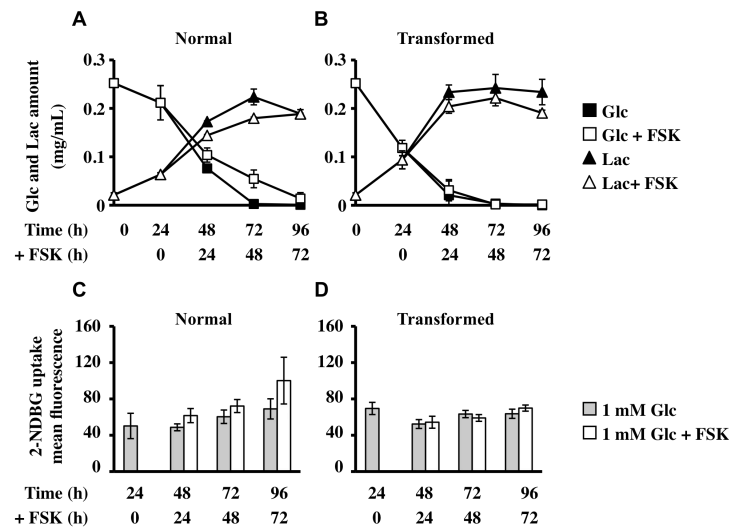 A
Normal
B
Transformed
Glc and Lac amount
(mg/mL)
0.3
0.2
0.1
0
0.3
0.2
0.1
0
Glc
Glc + FSK
Lac
Lac+ FSK
Time (h) 0 24 48 72 96 0 24 48 72 96
+ FSK (h) 0 24 48 72 0 24 48 72
C
Normal
D
Transformed
2-NDBG uptake
mean fluorescence
160
120
80
40
0
160
120
80
40
0
1 mM Glc
1 mM Glc + FSK
Time (h) 24 48 72 96 24 48 72 96
+ FSK (h) 0 24 48 72 0 24 48 72